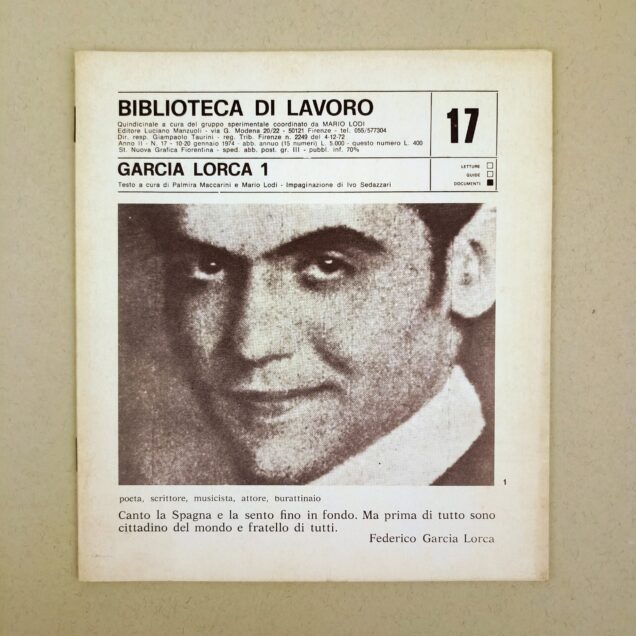 BIBLIOTECA DI LAVORO
Quindicinale a cura del gruppo sperimentale coordinato da MARIO LODI
Editore Luciano Manzuoli - via G. Modena 20/22 - 50121 Firenze - tel. 055/577304
Dir. resp. Giampaolo Taurini - reg. Trib. Firenze n. 2249 del 4-12-72
Anno II - N. 17 - 10-20 gennaio 1974 - abb. annuo (15 numeri) L. 5.000 - questo numero L. 400
St. Nuova Grafica Fiorentina - sped. abb. post. gr. III - pubbl. inf. 70%
17
GARCIA LORCA 1
Testo a cura di Palmira Maccarini e Mario Lodi - Impaginazione di Ivo Sedazzari
LETTURE
GUIDE
DOCUMENTI
1
poeta, scrittore, musicista, attore, burattinaio
Canto la Spagna e la sento fino in fondo. Ma prima di tutto sono
cittadino del mondo e fratello di tutti.
Federico Garcia Lorca